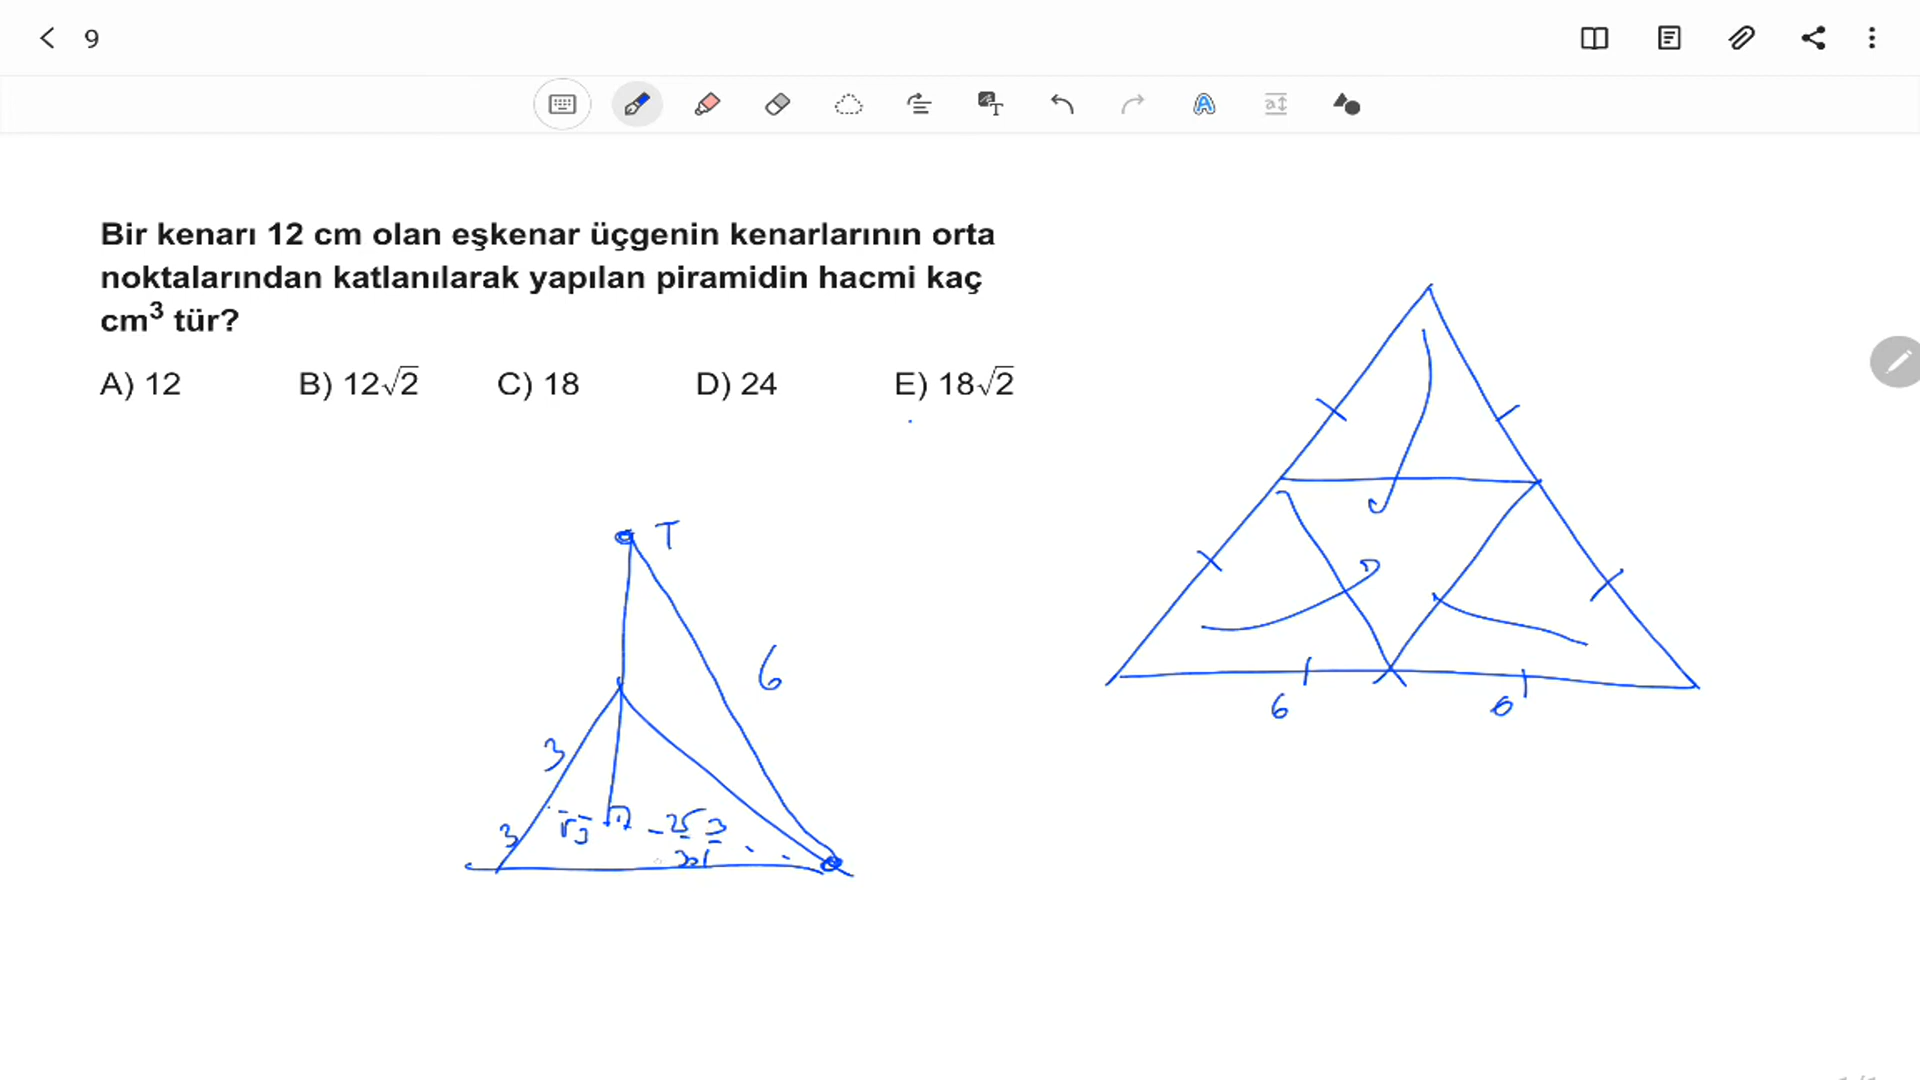 9
Bir kenarı 12 cm olan eşkenar üçgenin kenarlarının orta
noktalarından katlanılarak yapılan piramidin hacmi kaç
cm³ tür?
A) 12 B) 12√2 C) 18 D) 24 E) 18√2
T
6
3
3
√3
6
6